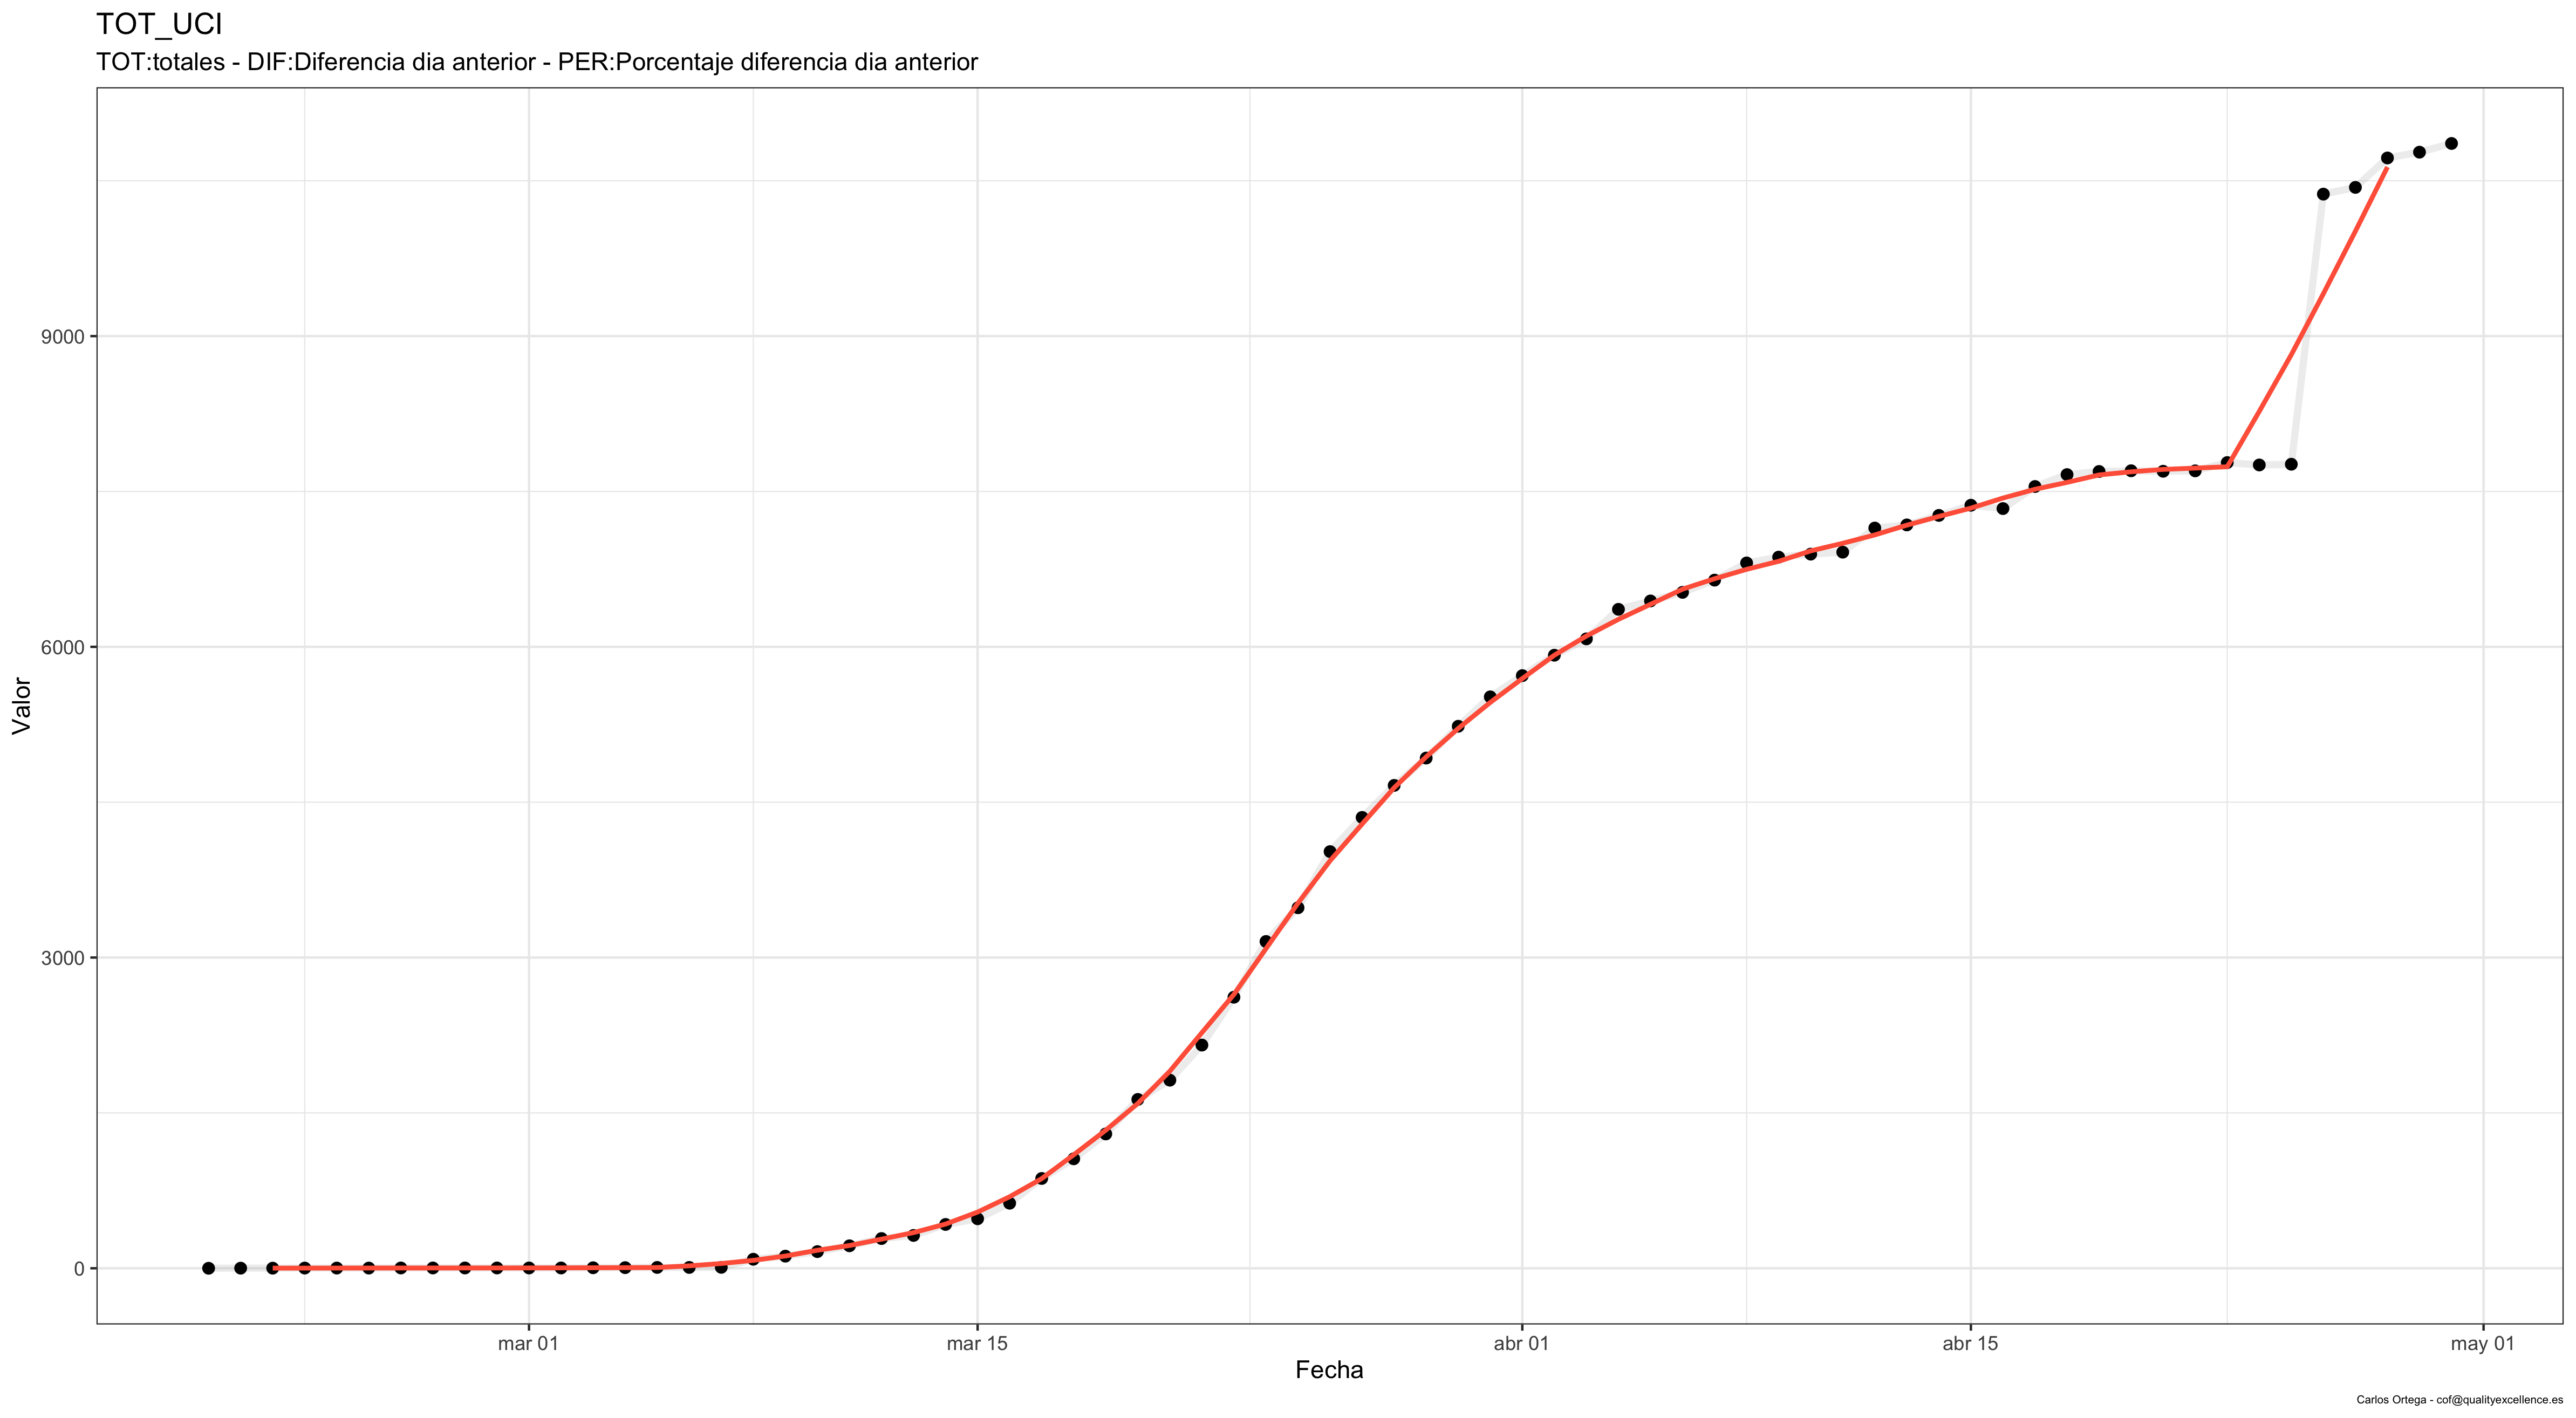 TOT_UCI
TOT:totales - DIF:Diferencia dia anterior - PER:Porcentaje diferencia dia anterior
9000
6000
3000
0
Valor
mar 01
mar 15
abr 01
abr 15
may 01
Fecha
Carlos Ortega - cof@qualityexcellence.es